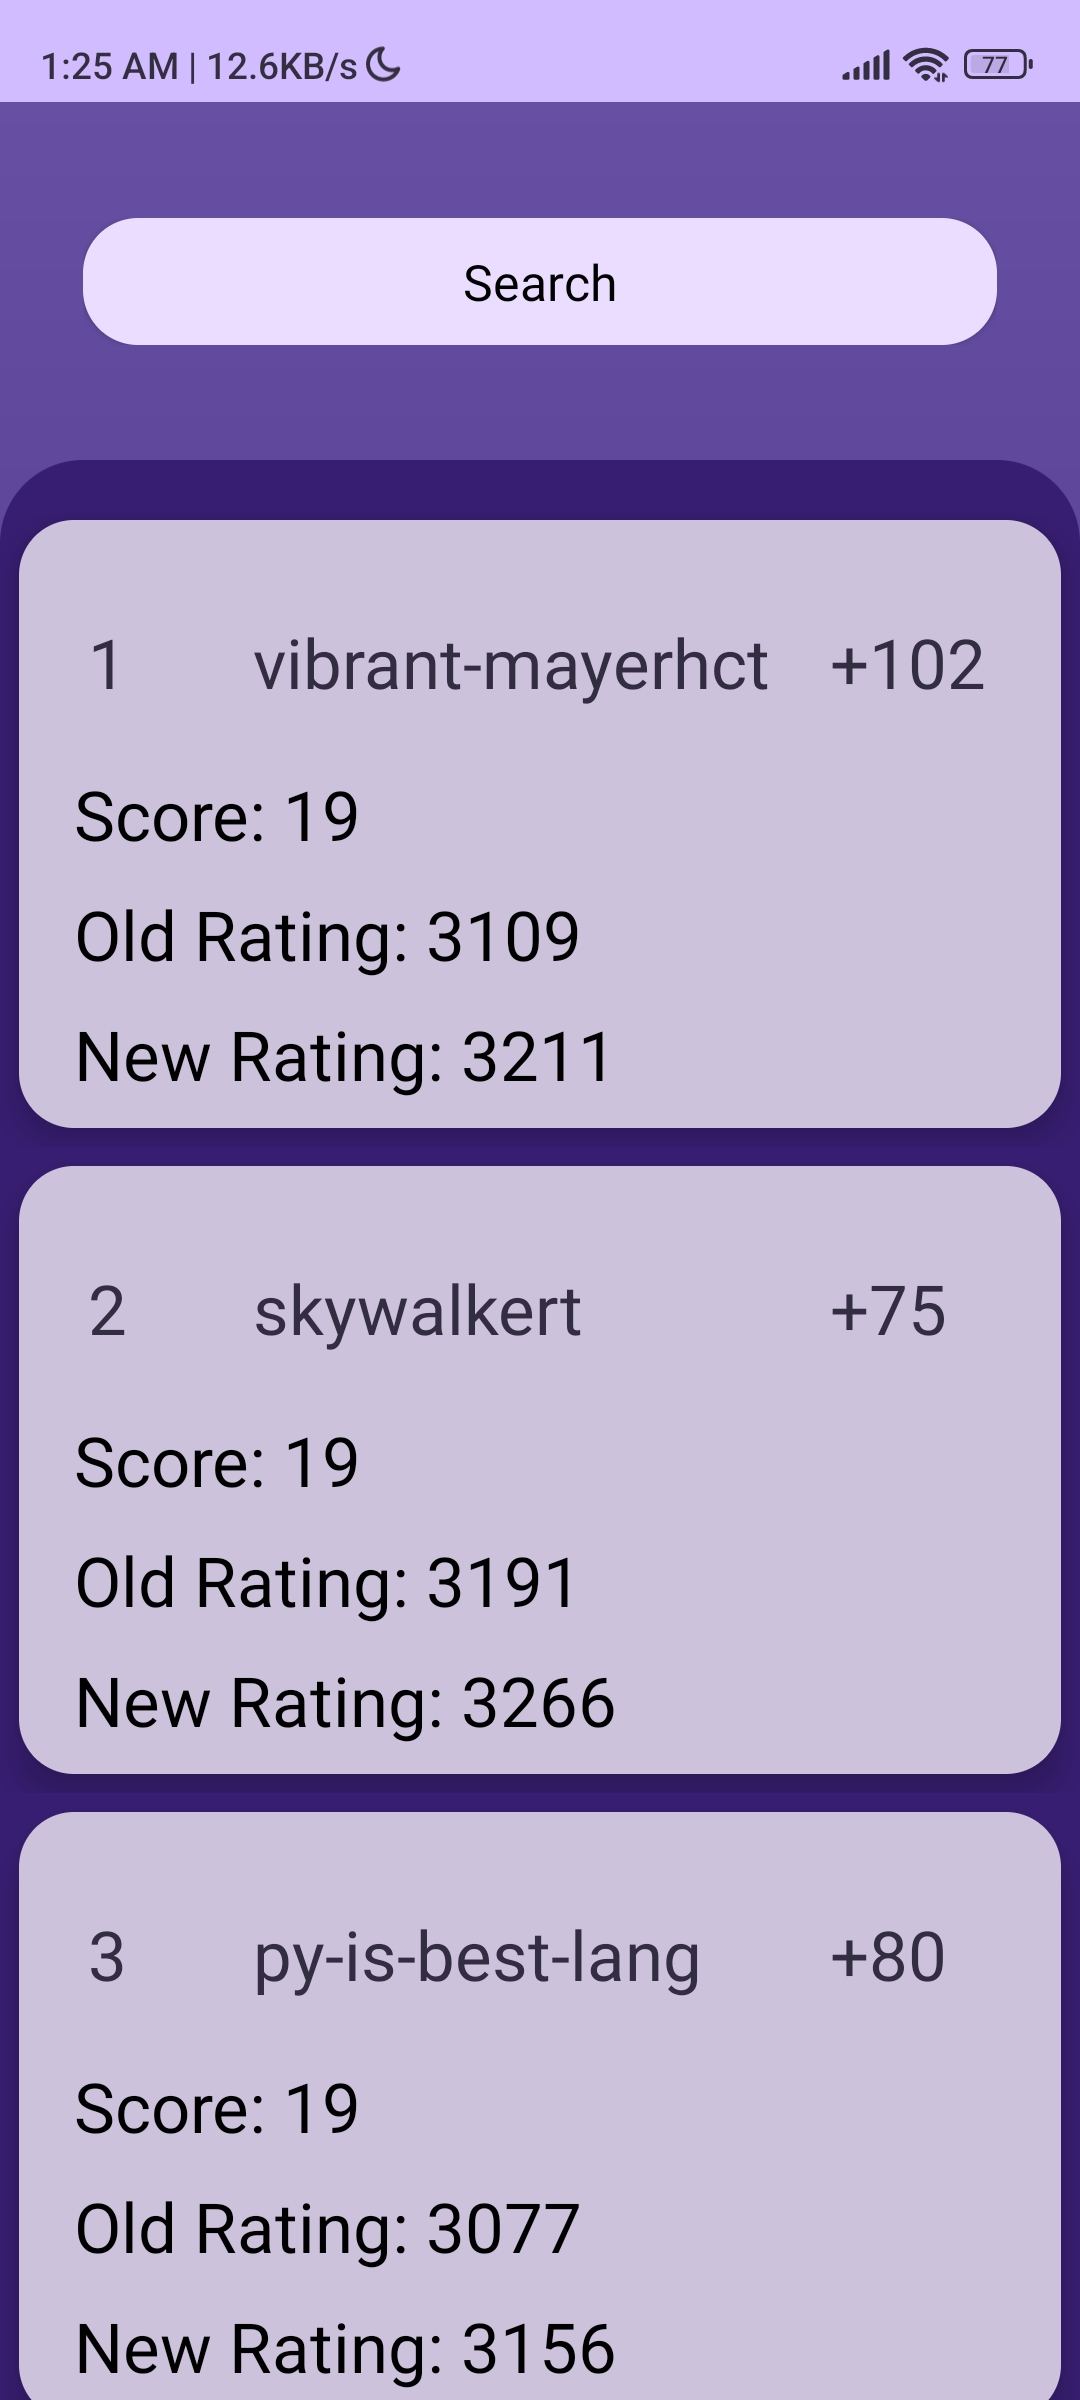 1:25 AM | 12.6KB/s
77
Search
1 vibrant-mayerhct +102
Score: 19
Old Rating: 3109
New Rating: 3211
2 skywalkert +75
Score: 19
Old Rating: 3191
New Rating: 3266
3 py-is-best-lang +80
Score: 19
Old Rating: 3077
New Rating: 3156